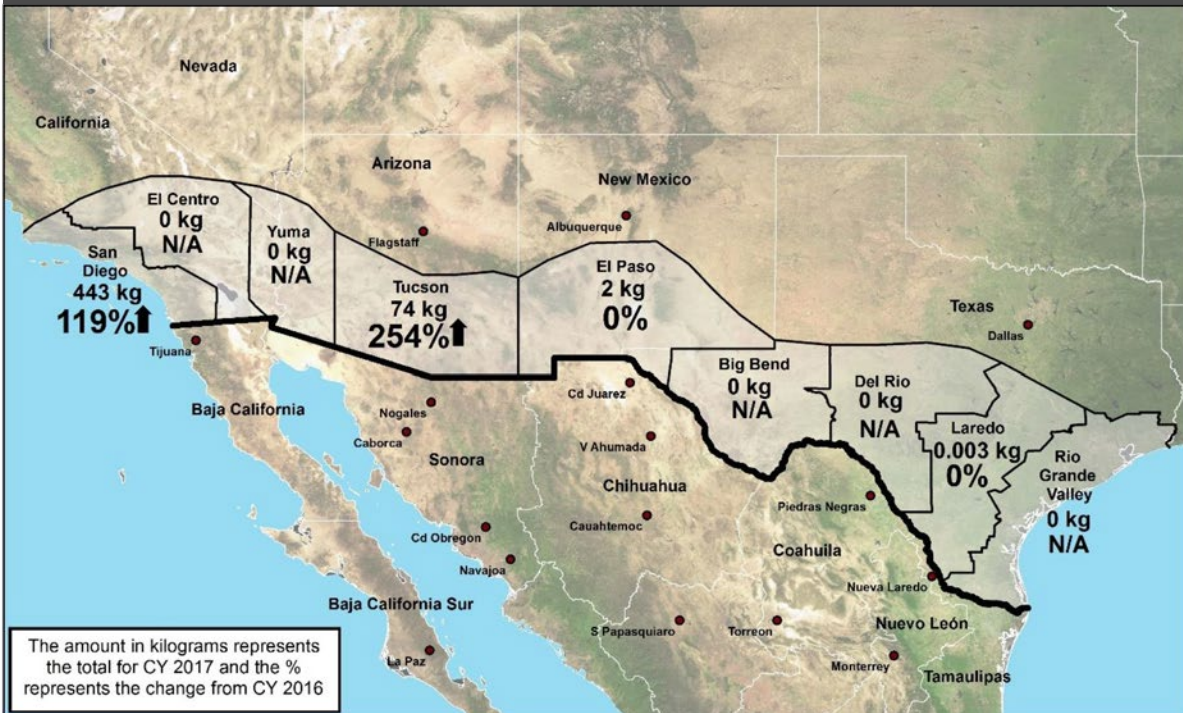 Nevada
California
Arizona
New Mexico
Albuquerque
Flagstaff
El Centro
0 kg
N/A
Yuma
0 kg
N/A
San
Diego
443 kg
119%
Tucson
74 kg
254%
El Paso
2 kg
0%
Texas
Dallas
Big Bend
0 kg
N/A
Del Rio
0 kg
N/A
Laredo
0.003 kg
0%
Rio
Grande
Valley
0 kg
N/A
Tijuana
Baja California
Nogales
Caborca
Sonora
Cd Juarez
V Ahumada
Chihuahua
Cauahtemoc
Piedras Negras
Cd Obregon
Navajoa
Coahuila
Nueva Laredo
Baja California Sur
La Paz
S Papasquiaro
Torreon
Nuevo León
Monterrey
Tamaulipas
The amount in kilograms represents
the total for CY 2017 and the %
represents the change from CY 2016